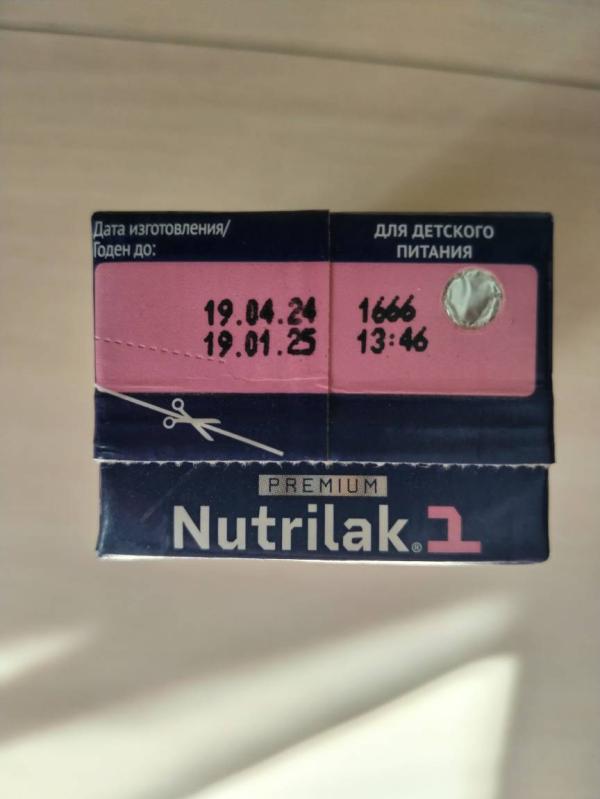 Дата изготовления/
Годен до:
ДЛЯ ДЕТСКОГО
ПИТАНИЯ
19.04.24 1666
19.01.25 13:46
PREMIUM
Nutrilak® 1